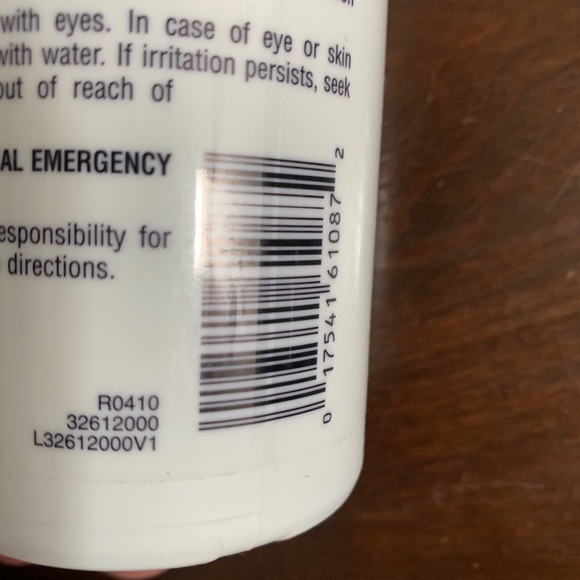 with eyes. In case of eye or skin
with water. If irritation persists, seek
out of reach of
AL EMERGENCY
esponsibility for
directions.
R0410
32612000
L32612000V1
0 17541 61087 2